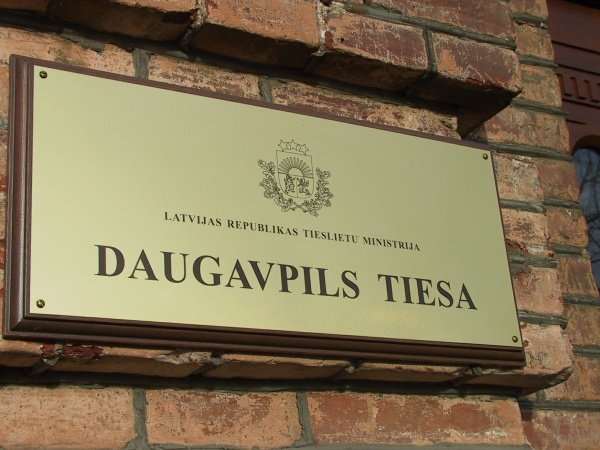 LATVIJAS REPUBLIKAS TIESLIETU MINISTRIJA
DAUGAVPILS TIESA